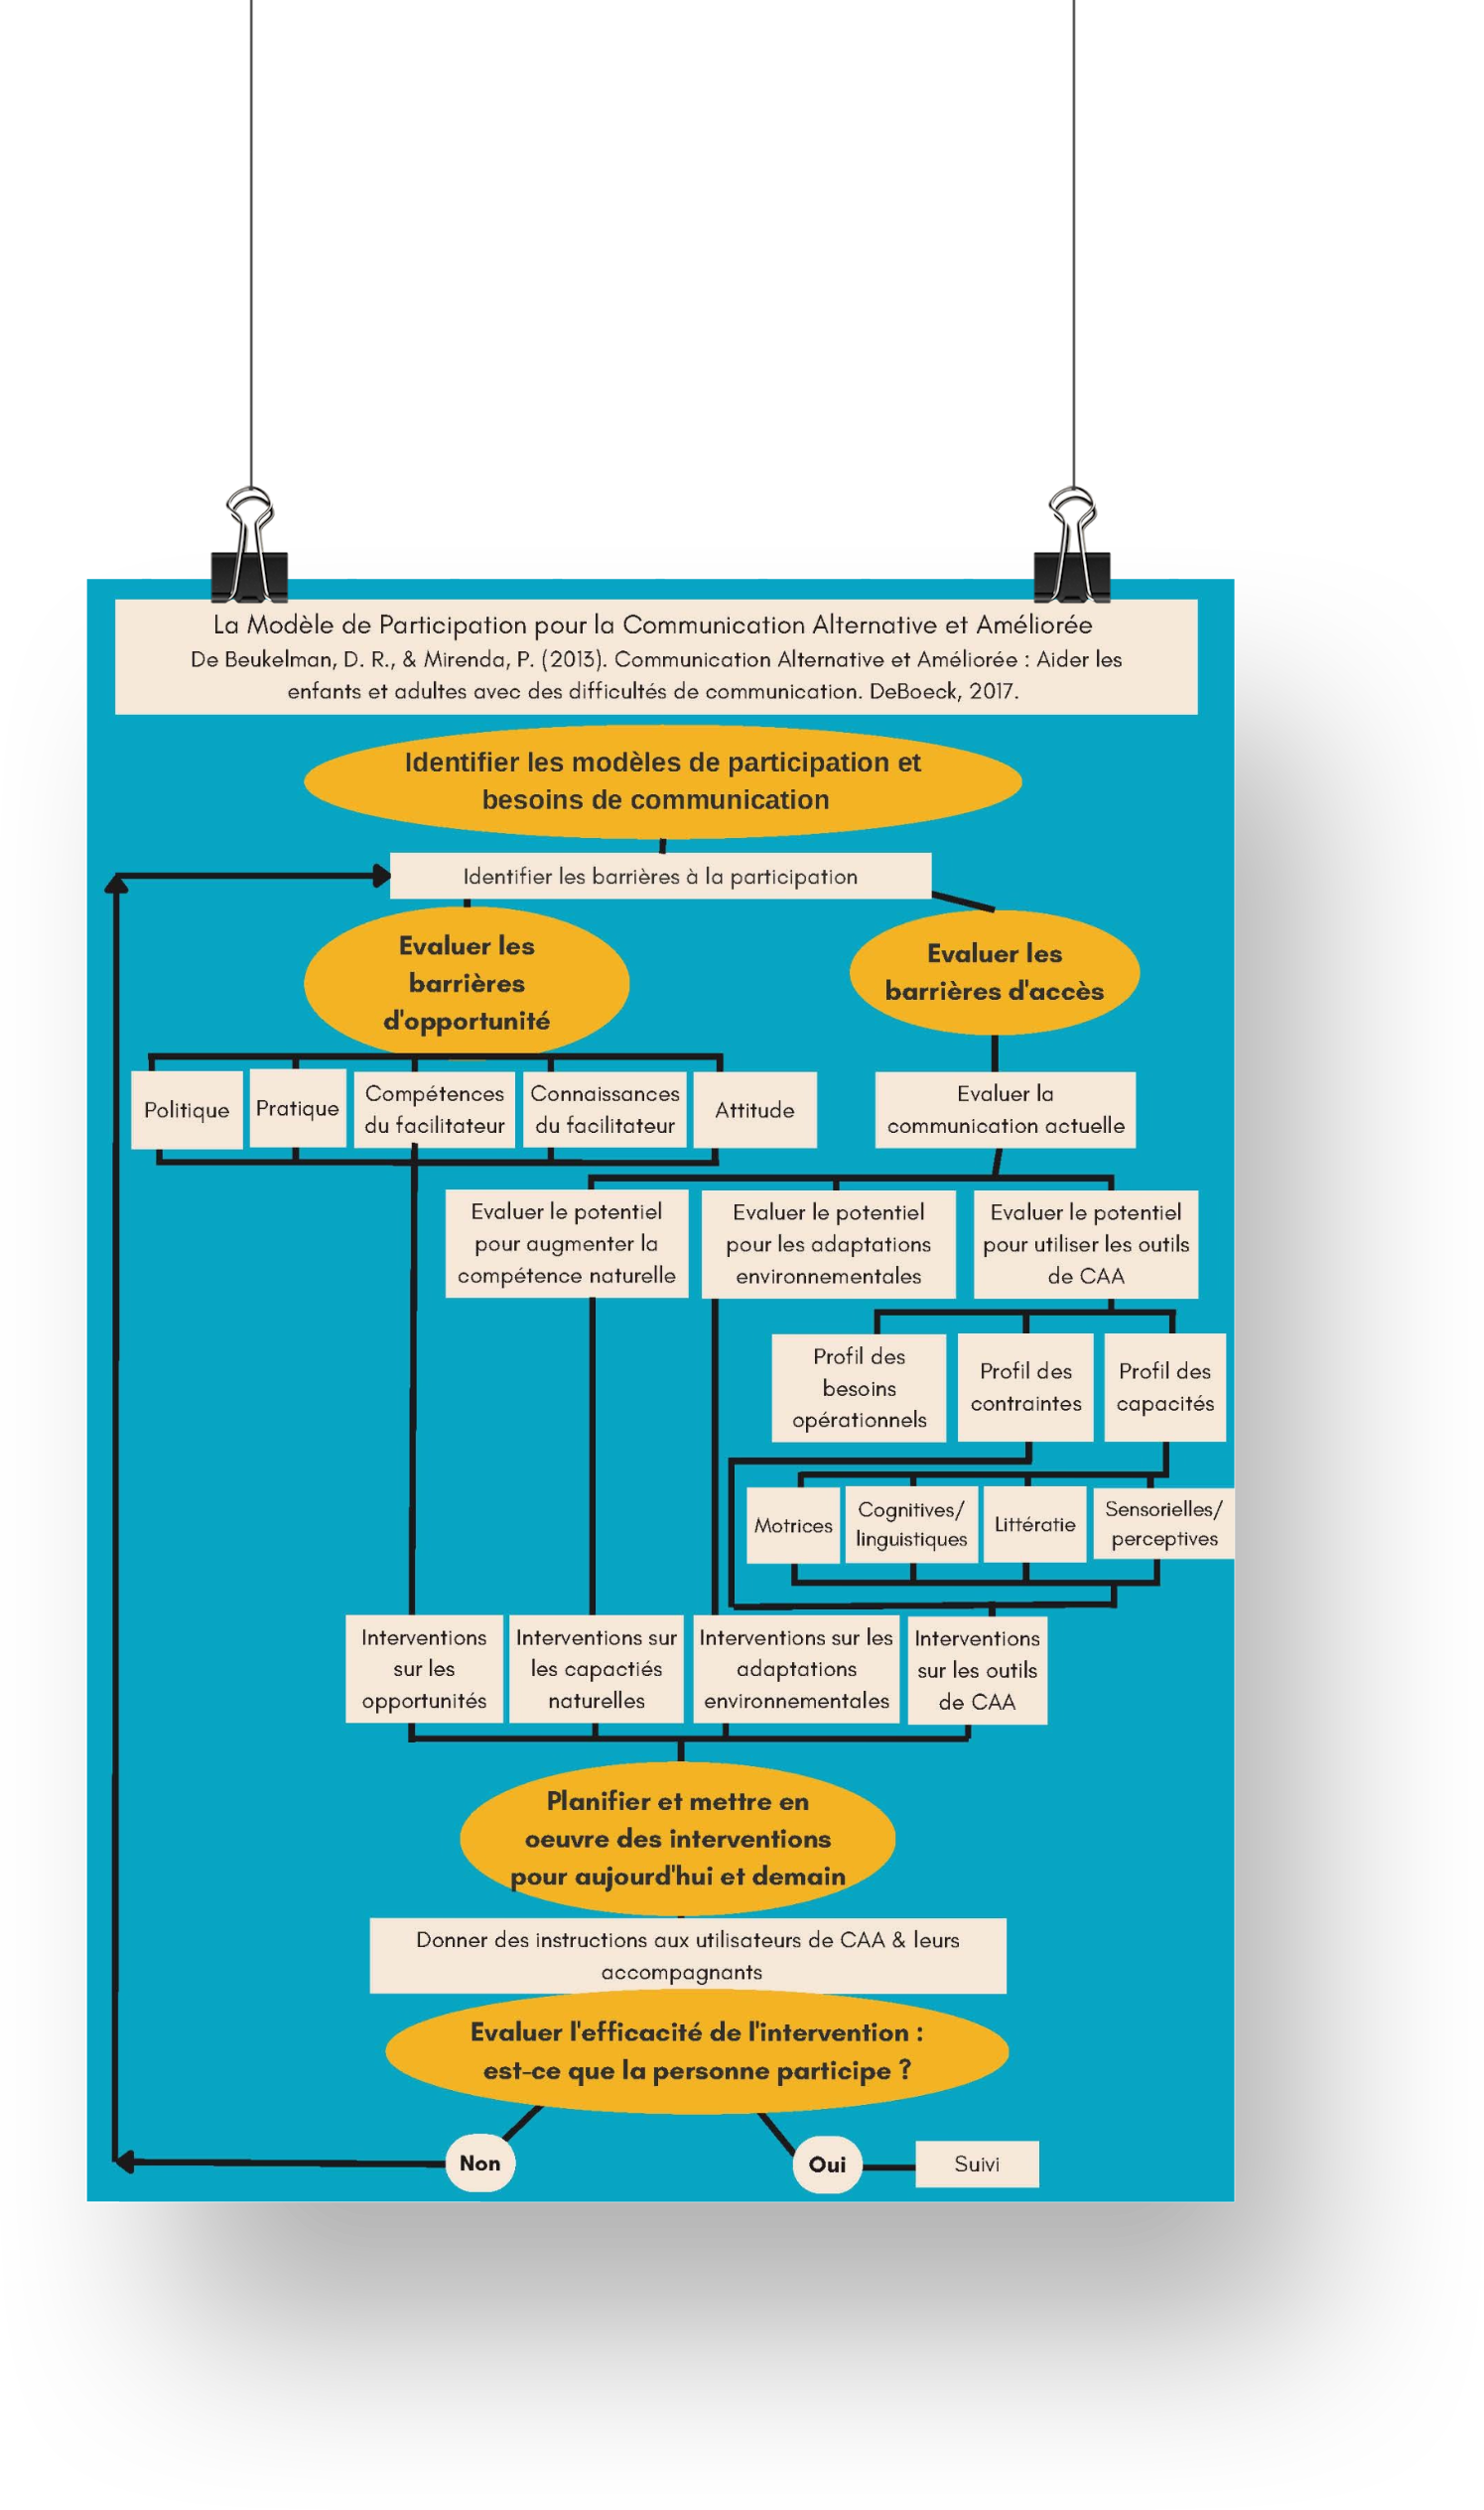 La Modèle de Participation pour la Communication Alternative et Améliorée
De Beukelman, D. R., & Mirenda, P. (2013). Communication Alternative et Améliorée : Aider les
enfants et adultes avec des difficultés de communication. DeBoeck, 2017.
Identifier les modèles de participation et
besoins de communication
Identifier les barrières à la participation
Evaluer les
barrières
d'opportunité
Evaluer les
barrières d'accès
Politique
Pratique
Compétences
du facilitateur
Connaissances
du facilitateur
Attitude
Evaluer la
communication actuelle
Evaluer le potentiel
pour augmenter la
compétence naturelle
Evaluer le potentiel
pour les adaptations
environnementales
Evaluer le potentiel
pour utiliser les outils
de CAA
Profil des
besoins
opérationnels
Profil des
contraintes
Profil des
capacités
Motrices
Cognitives/
linguistiques
Littératie
Sensorielles/
perceptives
Interventions
sur les
opportunités
Interventions sur
les capactiés
naturelles
Interventions sur les
adaptations
environnementales
Interventions
sur les outils
de CAA
Planifier et mettre en
oeuvre des interventions
pour aujourd'hui et demain
Donner des instructions aux utilisateurs de CAA & leurs
accompagnants
Evaluer l'efficacité de l'intervention :
est-ce que la personne participe ?
Non
Oui
Suivi